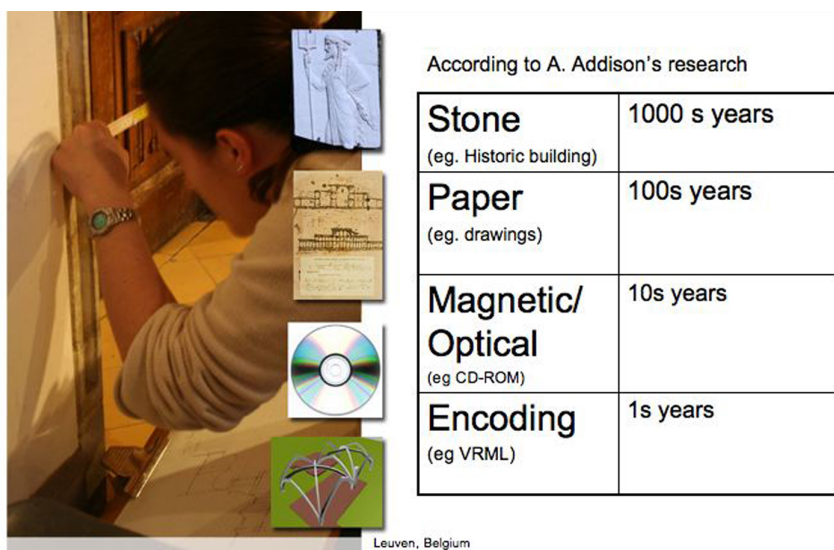 According to A. Addison's research
Stone
(eg. Historic building)
1000 s years
Paper
(eg. drawings)
100s years
Magnetic/
Optical
(eg CD-ROM)
10s years
Encoding
(eg VRML)
1s years
Leuven, Belgium